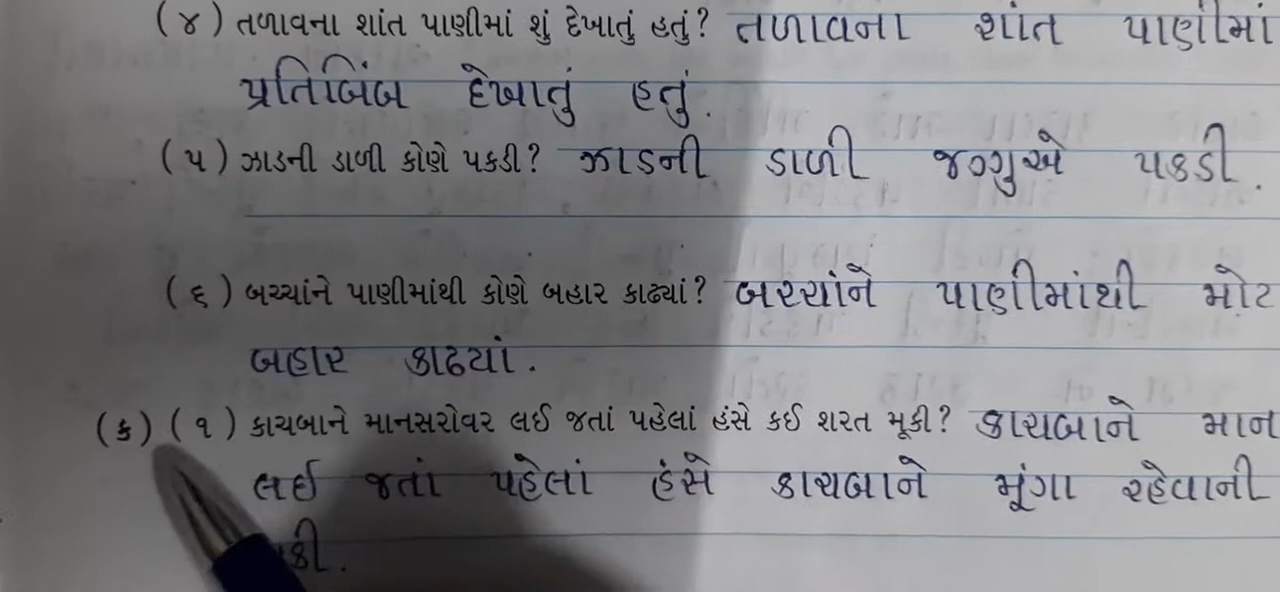 (૪) તળાવના શાંત પાણીમાં શું દેખાતું હતું? તળાવના શાંત પાણીમાં
પ્રતિબિંબ દેખાતું હતું.
(૫) ઝાડની ડાળી કોણે પકડી? ઝાડની ડાળી જગ્ગુએ પકડી.
(૬) બચ્ચાંને પાણીમાંથી કોણે બહાર કાઢ્યાં? બચ્ચાંને પાણીમાંથી મોટ
બહાર કાઢયાં.
(ક) (૧) કાચબાને માનસરોવર લઈ જતાં પહેલાં હંસે કઈ શરત મૂકી? કાચબાને માન
લઈ જતાં પહેલાં હંસે કાચબાને મૂંગા રહેવાની